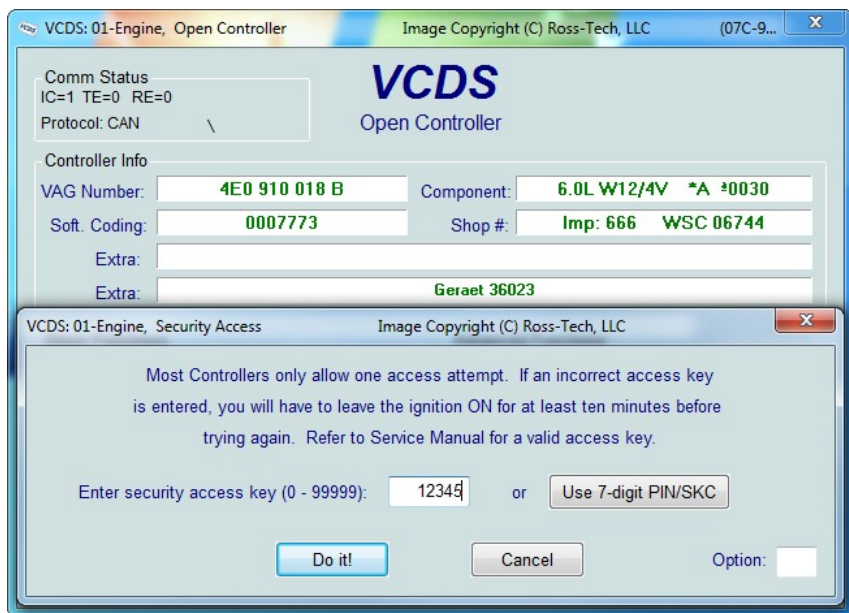 VCDS: 01-Engine, Open Controller Image Copyright (C) Ross-Tech, LLC (07C-9...
Comm Status
IC=1 TE=0 RE=0
Protocol: CAN \
VCDS
Open Controller
Controller Info
VAG Number: 4E0 910 018 B Component: 6.0L W12/4V *A ²0030
Soft. Coding: 0007773 Shop #: Imp: 666 WSC 06744
Extra:
Extra: Geraet 36023
VCDS: 01-Engine, Security Access Image Copyright (C) Ross-Tech, LLC
Most Controllers only allow one access attempt. If an incorrect access key
is entered, you will have to leave the ignition ON for at least ten minutes before
trying again. Refer to Service Manual for a valid access key.
Enter security access key (0 - 99999): 12345 or Use 7-digit PIN/SKC
Do it! Cancel Option: